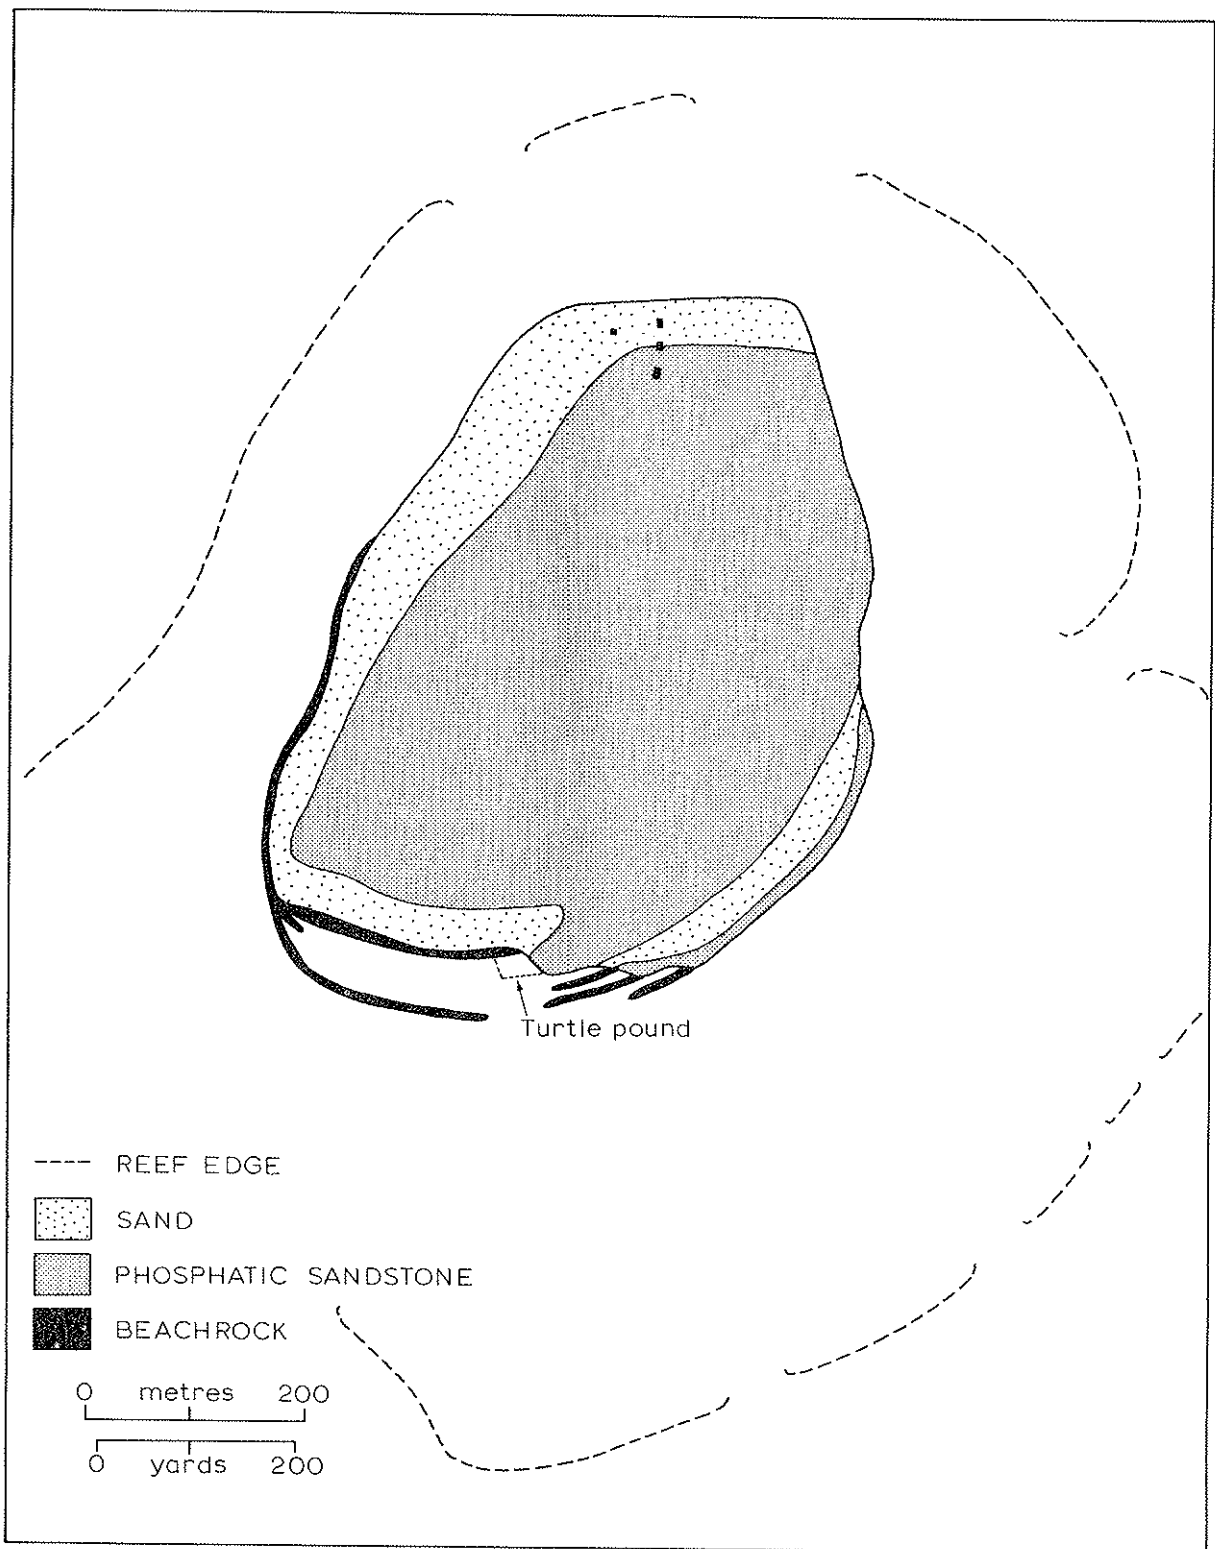 Turtle pound
REEF EDGE
SAND
PHOSPHATIC SANDSTONE
BEACHROCK
0 metres 200
0 yards 200